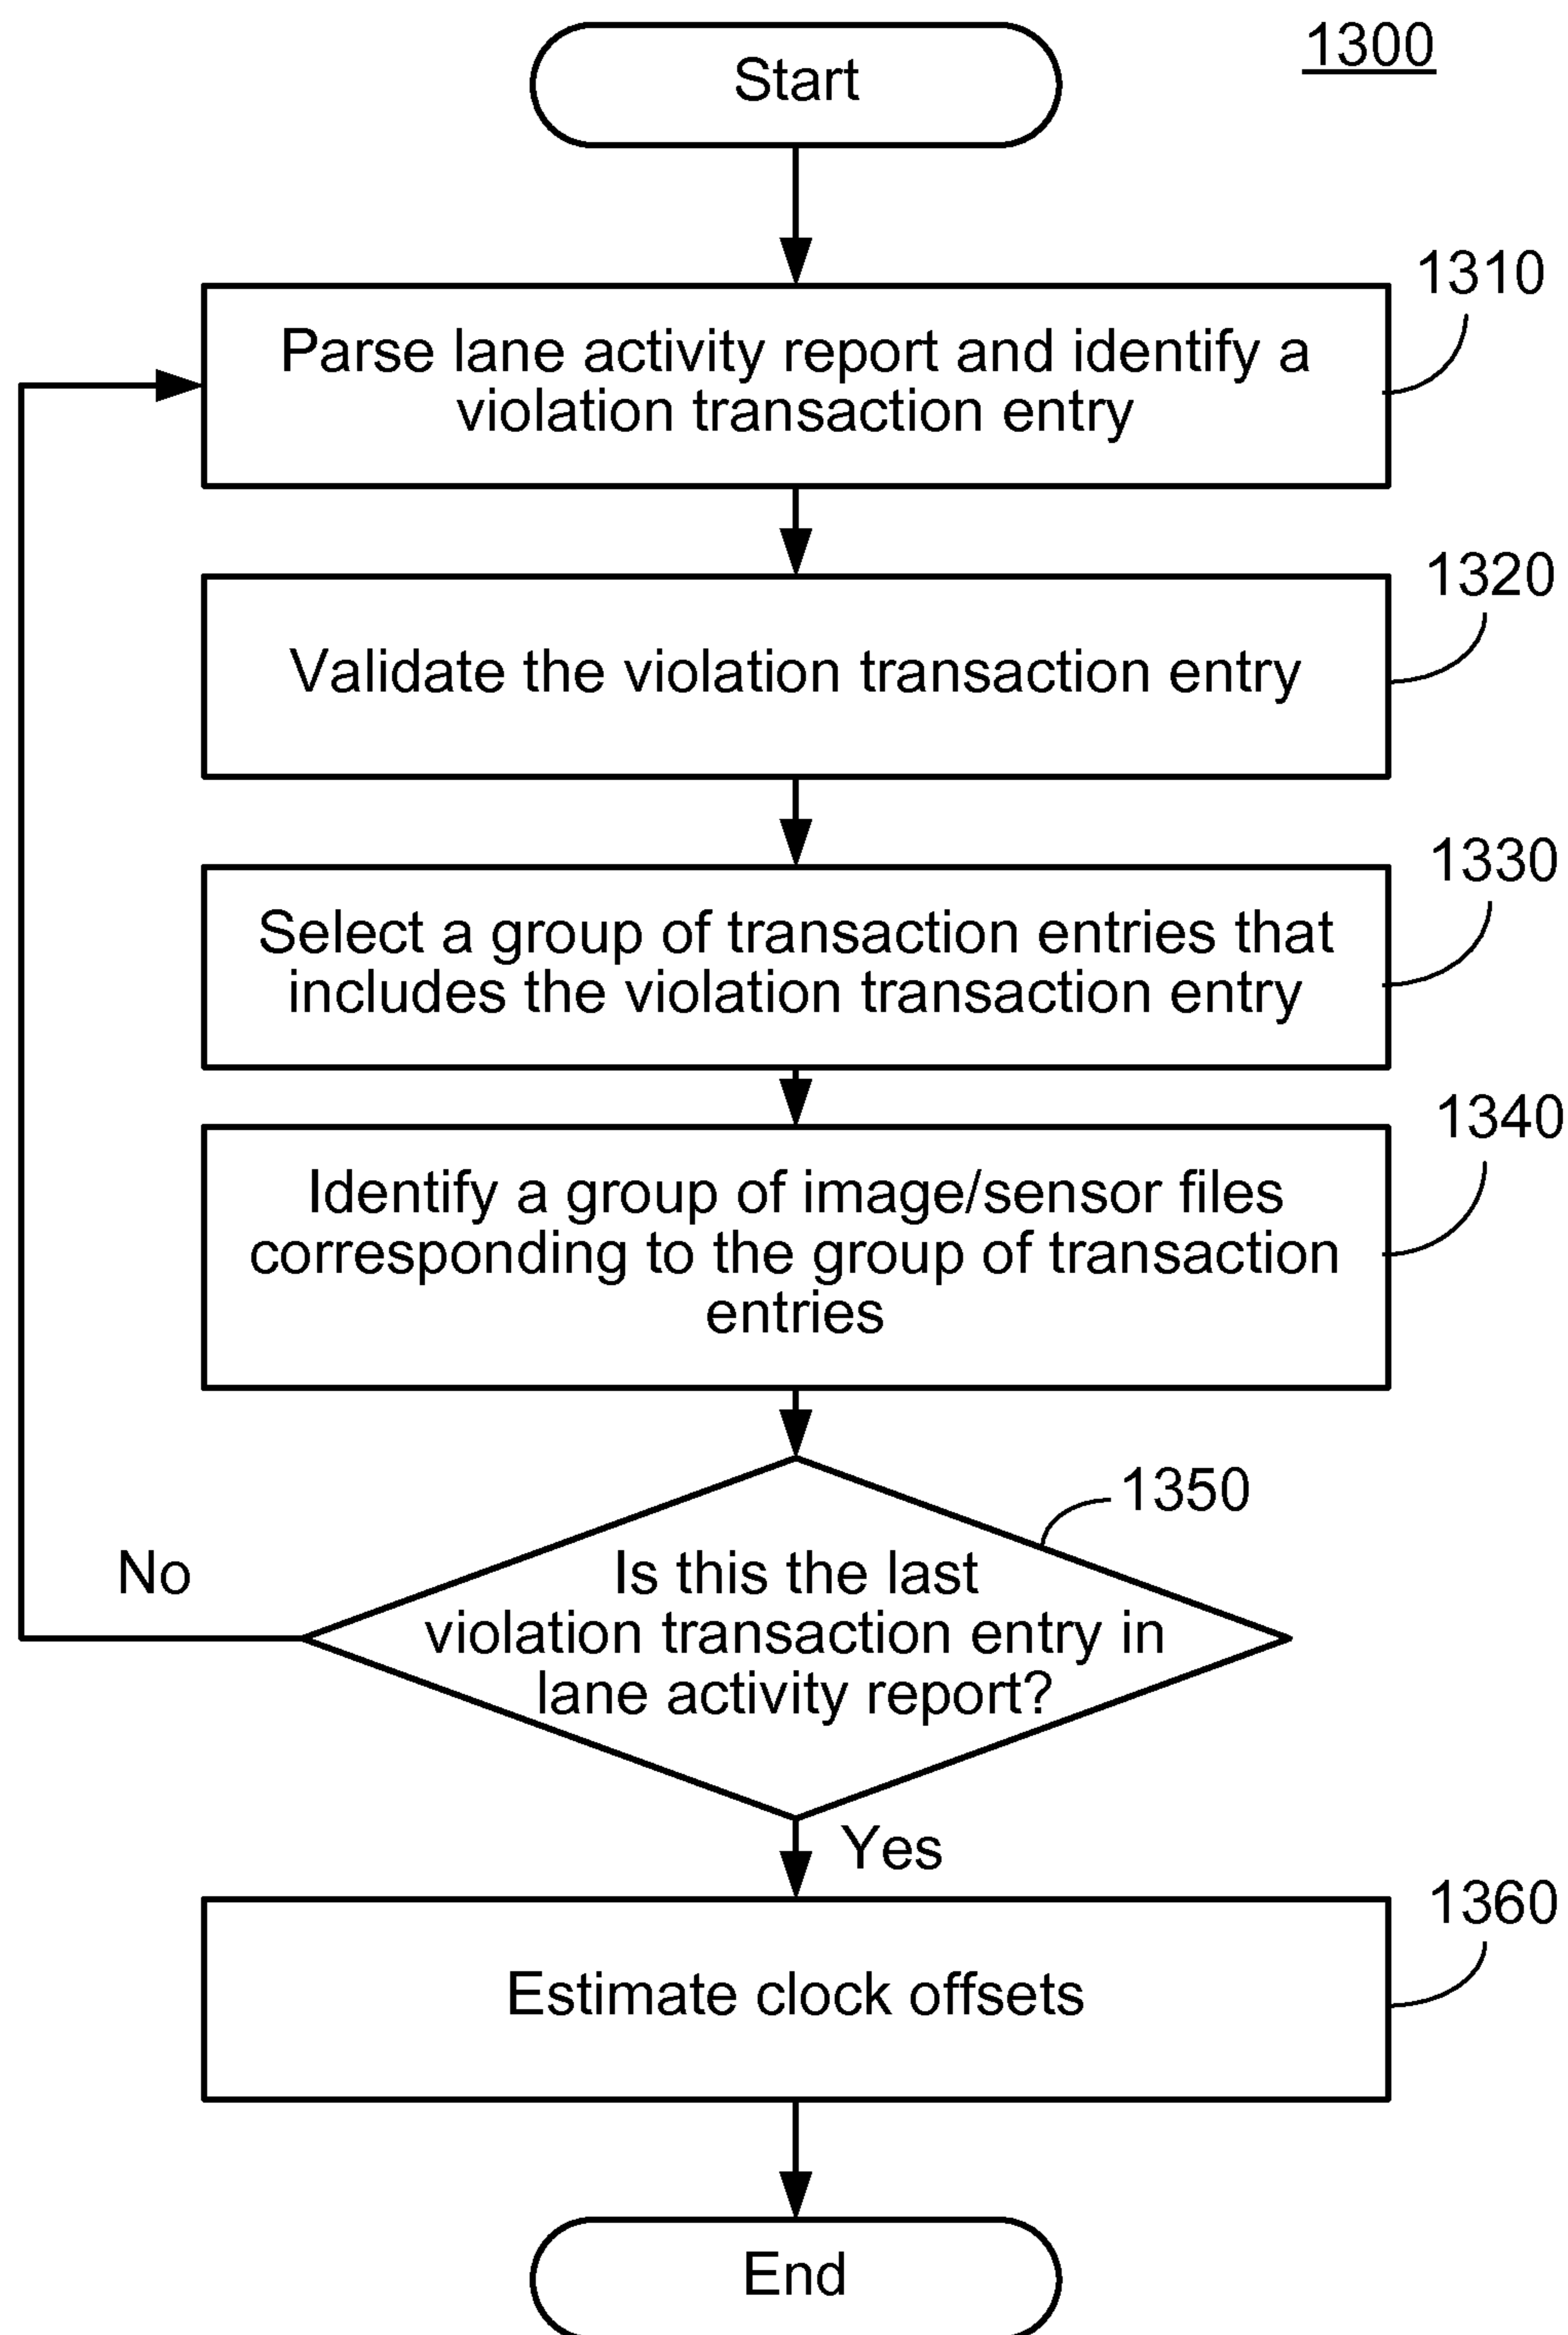 1300
Start
1310
Parse lane activity report and identify a
violation transaction entry
1320
Validate the violation transaction entry
1330
Select a group of transaction entries that
includes the violation transaction entry
1340
Identify a group of image/sensor files
corresponding to the group of transaction
entries
1350
Is this the last
violation transaction entry in
lane activity report?
No
Yes
1360
Estimate clock offsets
End